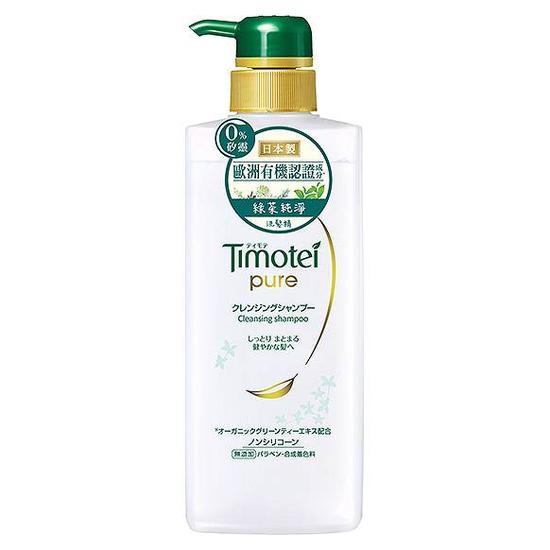 0%
矽靈
日本製
歐洲有機認證成分
綠茶純淨
洗髮精
ティモテ
Timotei
pure
クレンジングシャンプー
Cleansing shampoo
しっとり まとまる
健やかな髪へ
*オーガニックグリーンティーエキス配合
ノンシリコーン
無添加 パラベン・合成着色料